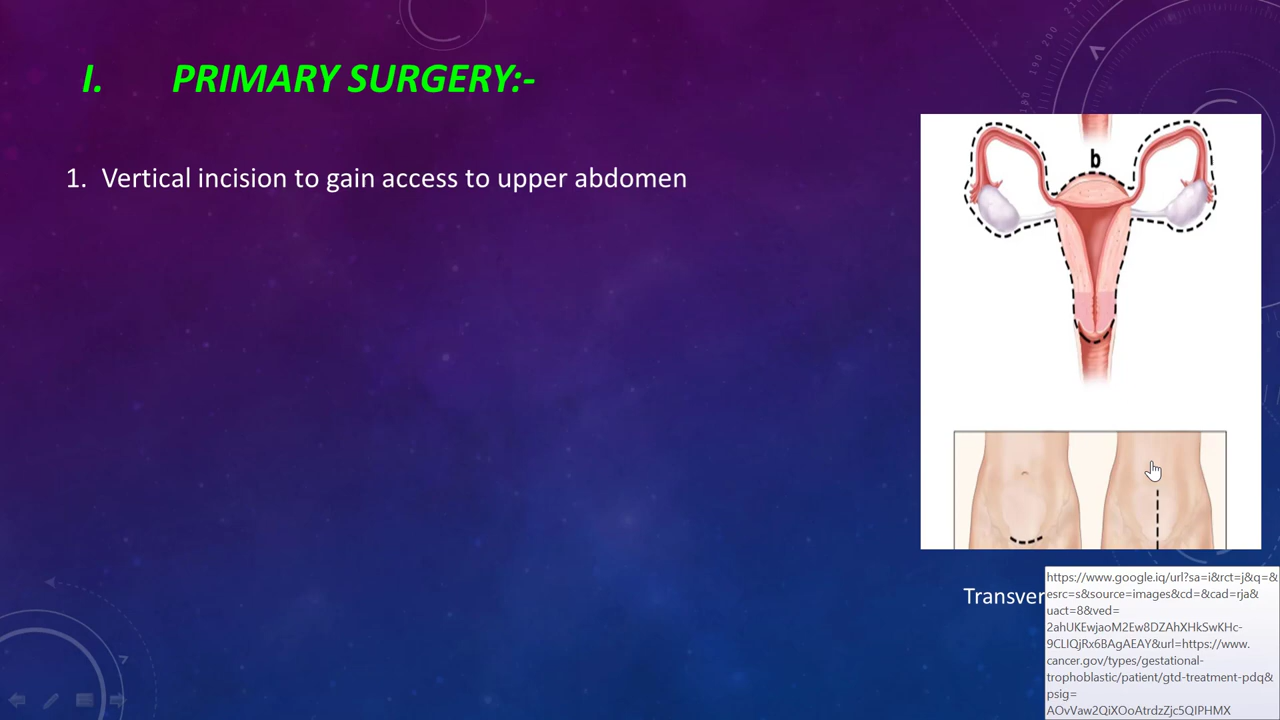 I. PRIMARY SURGERY:-
1. Vertical incision to gain access to upper abdomen
b
Transver
https://www.google.iq/url?sa=i&rct=j&q=&
esrc=s&source=images&cd=&cad=rja&
uact=8&ved=
2ahUKEwjaoM2Ew8DZAhXHkSwKHc-
9CLIQjRx6BAgAEAY&url=https://www.
cancer.gov/types/gestational-
trophoblastic/patient/gtd-treatment-pdq&
psig=
AOvVaw2QiXOoAtrdzZjc5QIPHMX